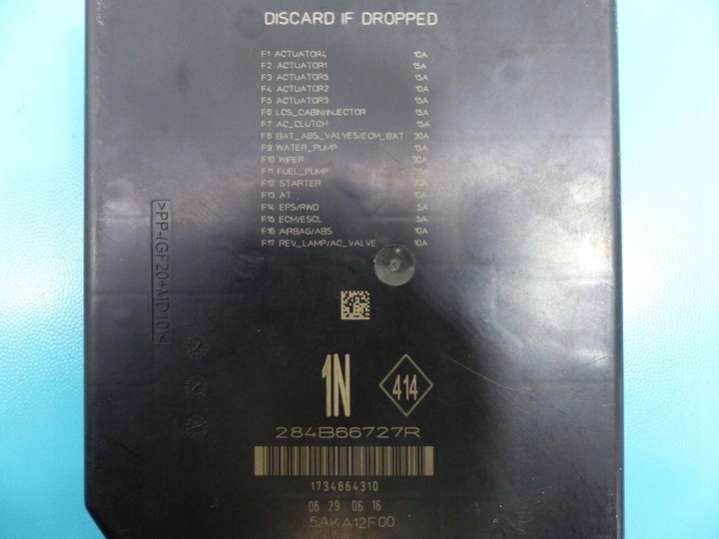 DISCARD IF DROPPED
F1 ACTUATOR4 10A
F2 ACTUATOR1 15A
F3 ACTUATOR5 15A
F4 ACTUATOR2 10A
F5 ACTUATOR3 15A
F6 LCS_CABIN/INJECTOR 15A
F7 AC_CLUTCH 15A
F8 BAT_ABS_VALVES/ECM_BAT 30A
F9 WATER_PUMP 15A
F10 WIPER 30A
F11 FUEL_PUMP
F12 STARTER
F13 AT
F14 EPS/RWD 5A
F15 ECM/ESCL 5A
F16 AIRBAG/ABS 10A
F17 REV_LAMP/AC_VALVE 10A
>PP-(GF20+MD10)<
1N
414
284B66727R
1734664310
06 29 06 16
5AKA12F00